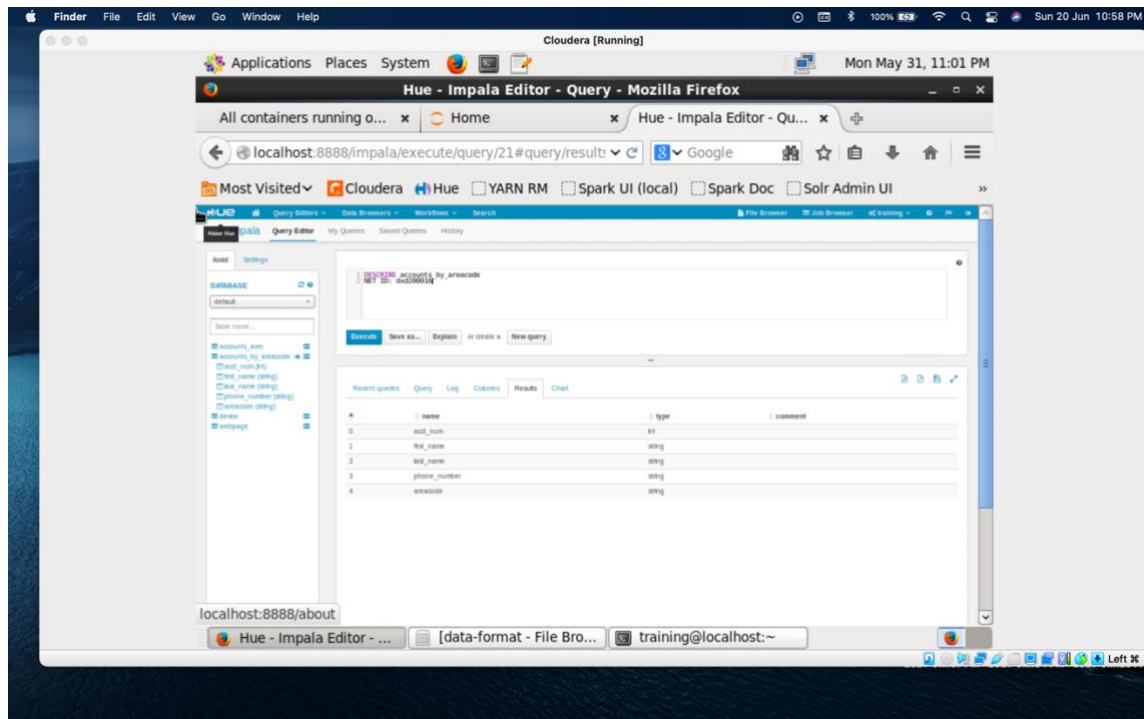 Finder File Edit View Go Window Help 100% Sun 20 Jun 10:58 PM
Cloudera [Running]
Applications Places System Mon May 31, 11:01 PM
Hue - Impala Editor - Query - Mozilla Firefox
All containers running o... Home Hue - Impala Editor - Qu...
localhost:8888/impala/execute/query/21#query/results Google
Most Visited Cloudera Hue YARN RM Spark UI (local) Spark Doc Solr Admin UI »
HUE Query Editors Data Browsers Workflows Search File Browser Job Browser training
About Hue pala Query Editor My Queries Saved Queries History
Assist Settings
DATABASE
default
Table name...
accounts_avro
accounts_by_areacode
acct_num (int)
first_name (string)
last_name (string)
phone_number (string)
areacode (string)
device
webpage
1 DESCRIBE accounts_by_areacode
2 NET ID: dxd200016
Execute Save as... Explain or create a New query
Recent queries Query Log Columns Results Chart
name type comment
0 acct_num int
1 first_name string
2 last_name string
3 phone_number string
4 areacode string
localhost:8888/about
Hue - Impala Editor - ... [data-format - File Bro... training@localhost:~
Left ⌘